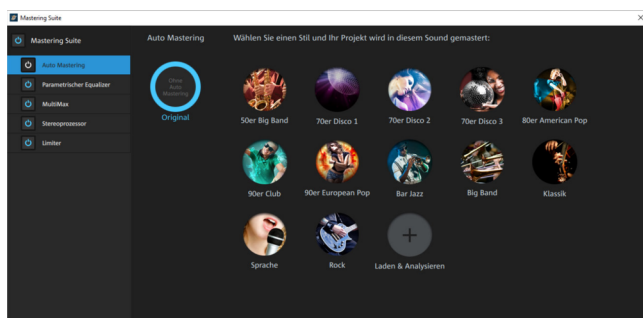 Mastering Suite
Mastering Suite
Auto Mastering
Wählen Sie einen Stil und Ihr Projekt wird in diesem Sound gemastert:
Auto Mastering
Parametrischer Equalizer
MultiMax
Stereoprozessor
Limiter
Ohne
Auto
Mastering
Original
50er Big Band
70er Disco 1
70er Disco 2
70er Disco 3
80er American Pop
90er Club
90er European Pop
Bar Jazz
Big Band
Klassik
Sprache
Rock
Laden & Analysieren